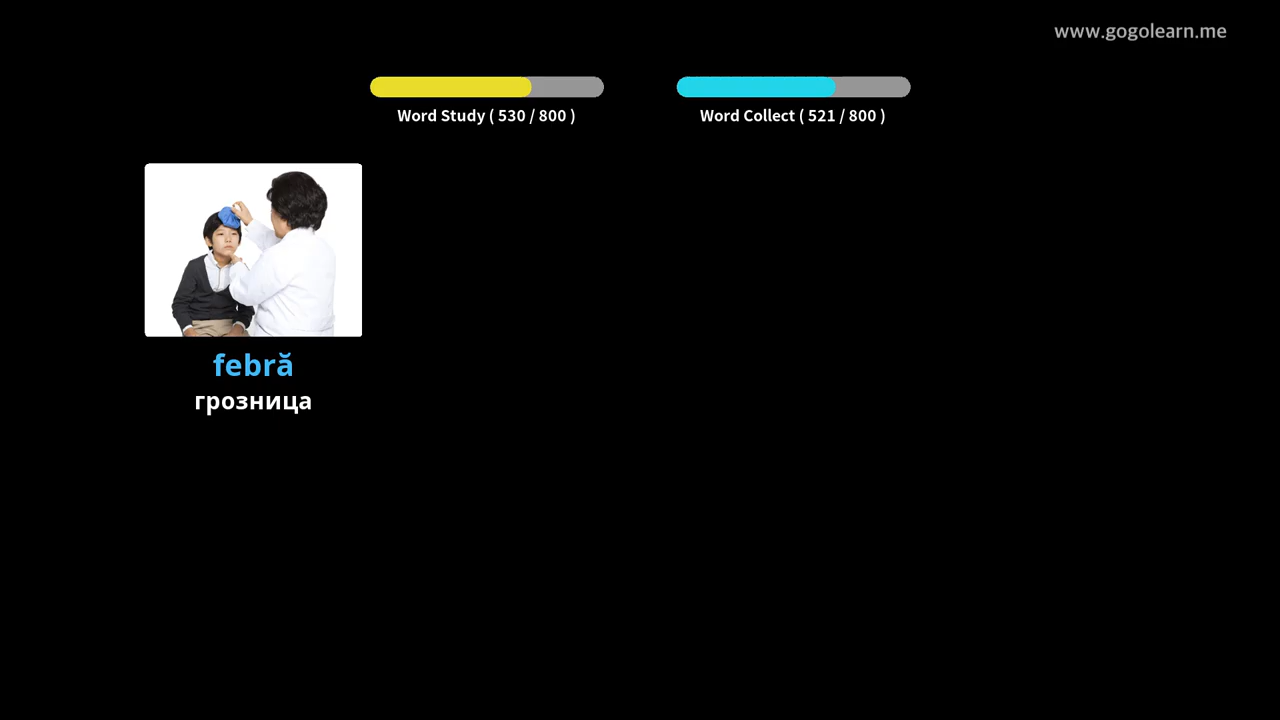 www.gogolearn.me
Word Study ( 530 / 800 )
Word Collect ( 521 / 800 )
febră
грозница